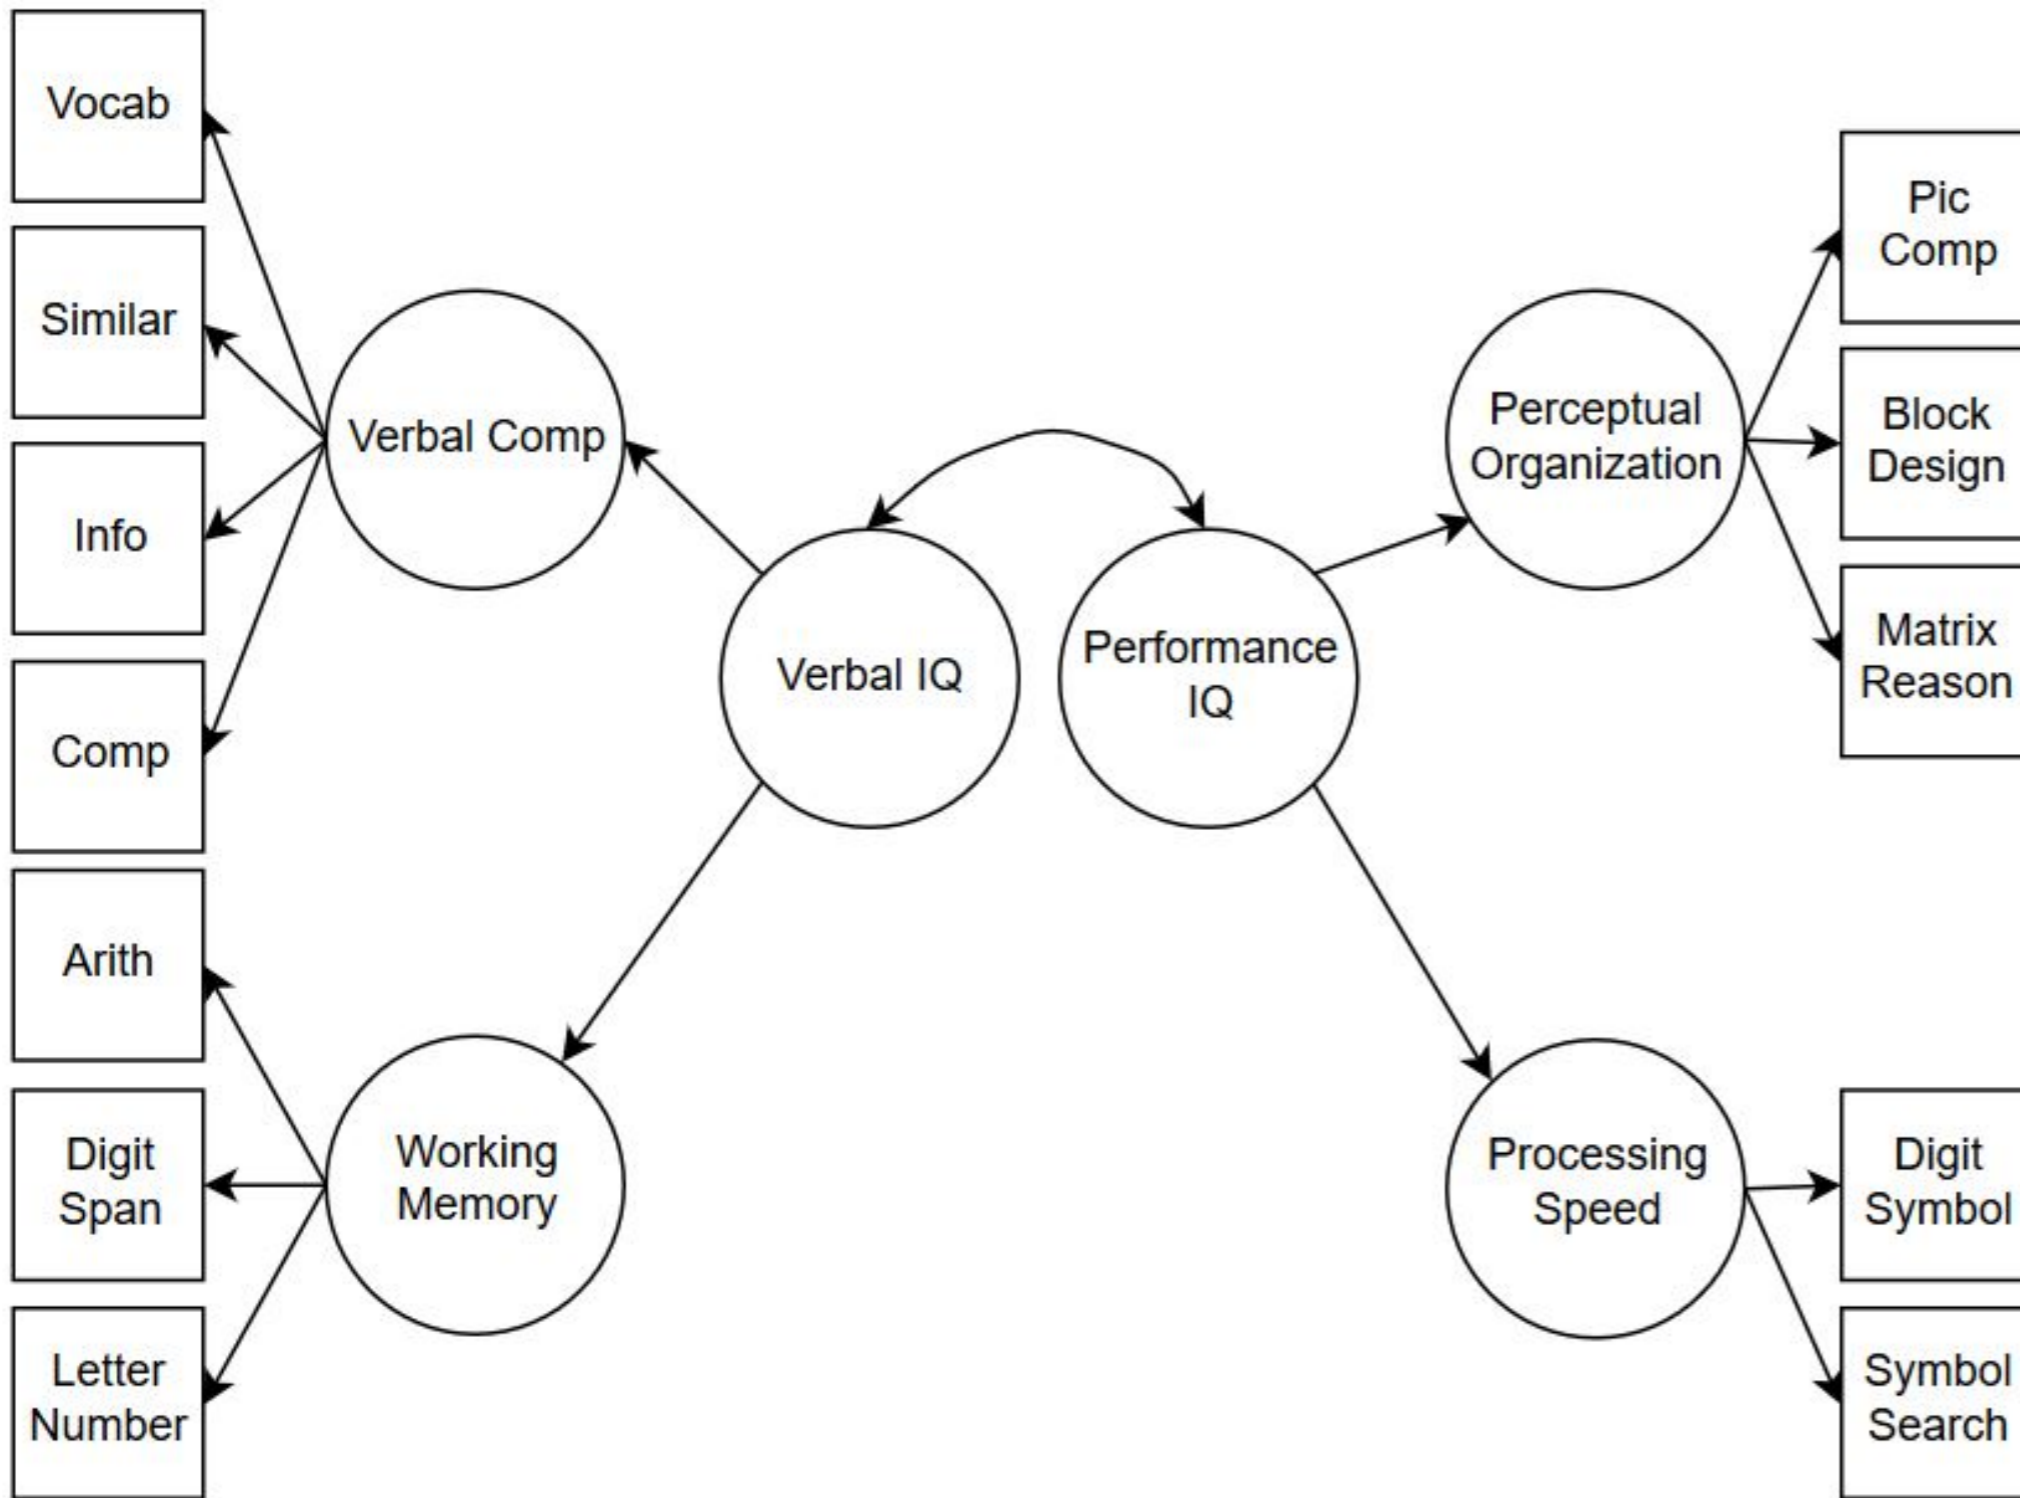 Vocab
Similar
Info
Comp
Arith
Digit
Span
Letter
Number
Verbal Comp
Working
Memory
Verbal IQ
Performance
IQ
Perceptual
Organization
Processing
Speed
Pic
Comp
Block
Design
Matrix
Reason
Digit
Symbol
Symbol
Search